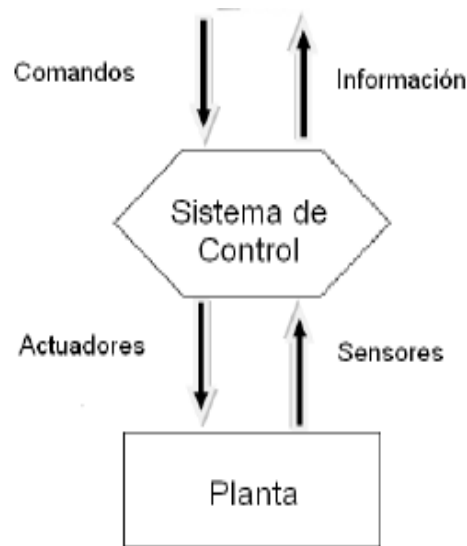 Comandos
Información
Sistema de
Control
Actuadores
Sensores
Planta